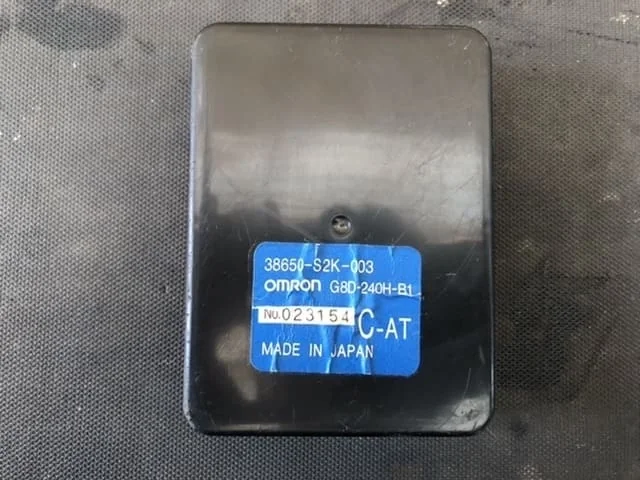 38650-S2K-003
omron G8D-240H-B1
No.023154 C-AT
MADE IN JAPAN